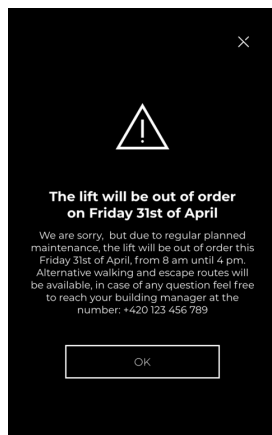 The lift will be out of order
on Friday 31st of April
We are sorry, but due to regular planned
maintenance, the lift will be out of order this
Friday 31st of April, from 8 am until 4 pm.
Alternative walking and escape routes will
be available, in case of any question feel free
to reach your building manager at the
number: +420 123 456 789
OK